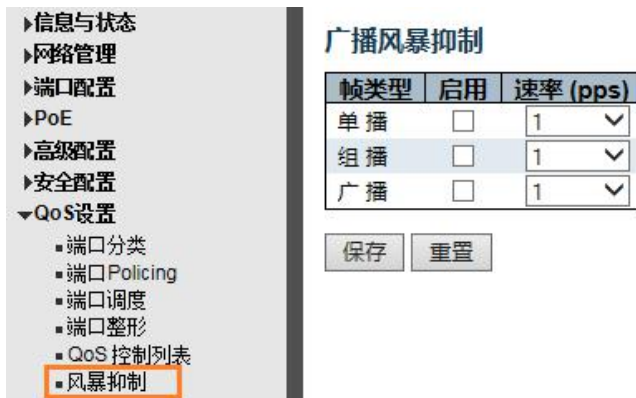 信息与状态
网络管理
端口配置
PoE
高级配置
安全配置
QoS设置
端口分类
端口Policing
端口调度
端口整形
QoS 控制列表
风暴抑制
广播风暴抑制
帧类型 启用 速率 (pps)
单 播 1
组 播 1
广 播 1
保存 重置